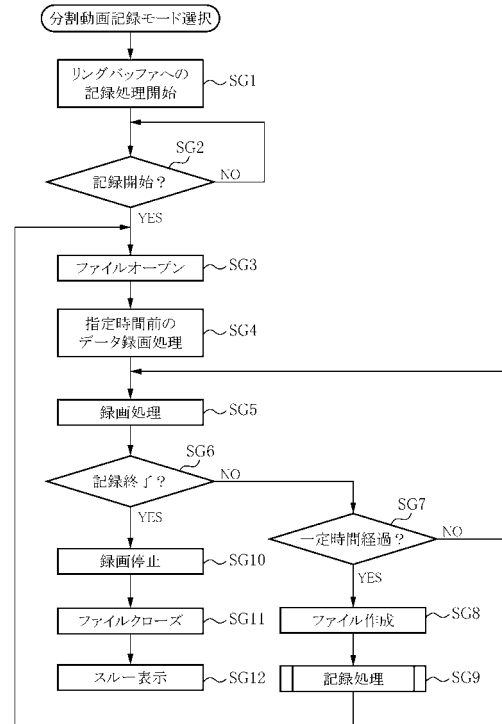 分割動画記録モード選択
リングバッファへの
記録処理開始
SG1
SG2
記録開始？
NO
YES
ファイルオープン
SG3
指定時間前の
データ録画処理
SG4
録画処理
SG5
SG6
記録終了？
NO
YES
SG7
一定時間経過？
NO
YES
録画停止
SG10
ファイル作成
SG8
ファイルクローズ
SG11
記録処理
SG9
スルー表示
SG12